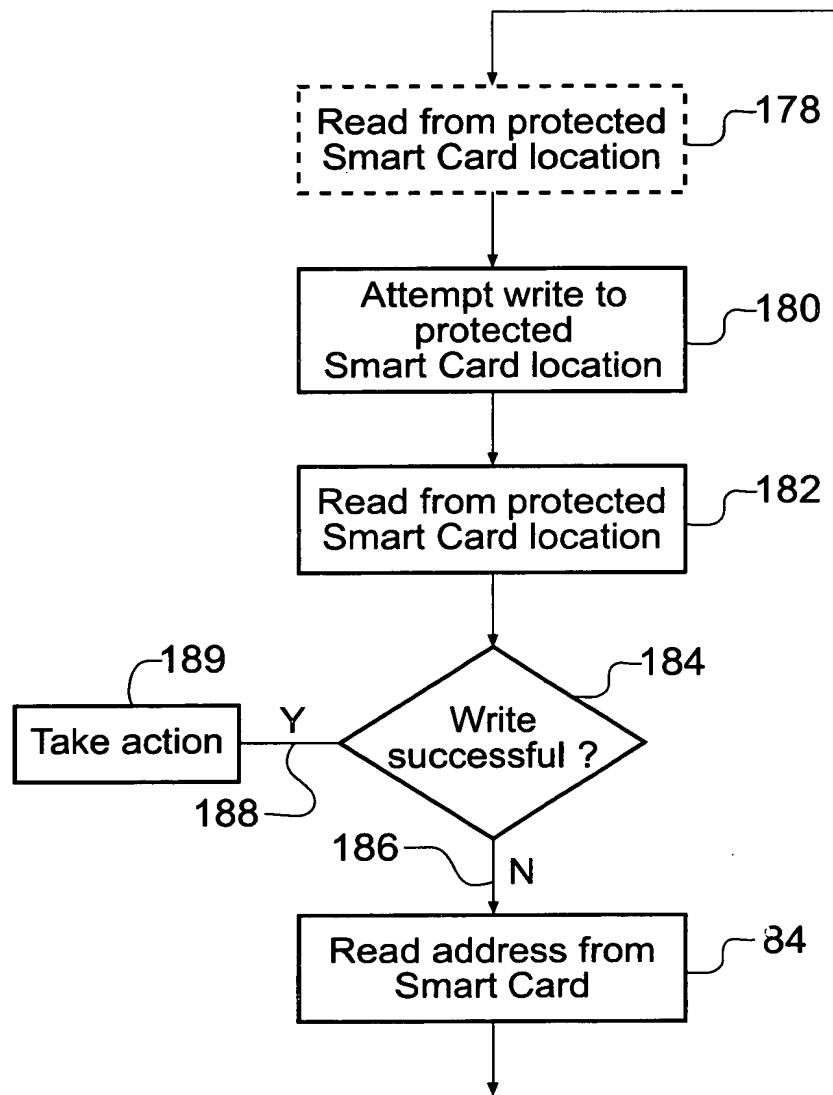 Read from protected
Smart Card location
178
Attempt write to
protected
Smart Card location
180
Read from protected
Smart Card location
182
189
184
Take action
Y
Write
successful ?
188
186
N
Read address from
Smart Card
84